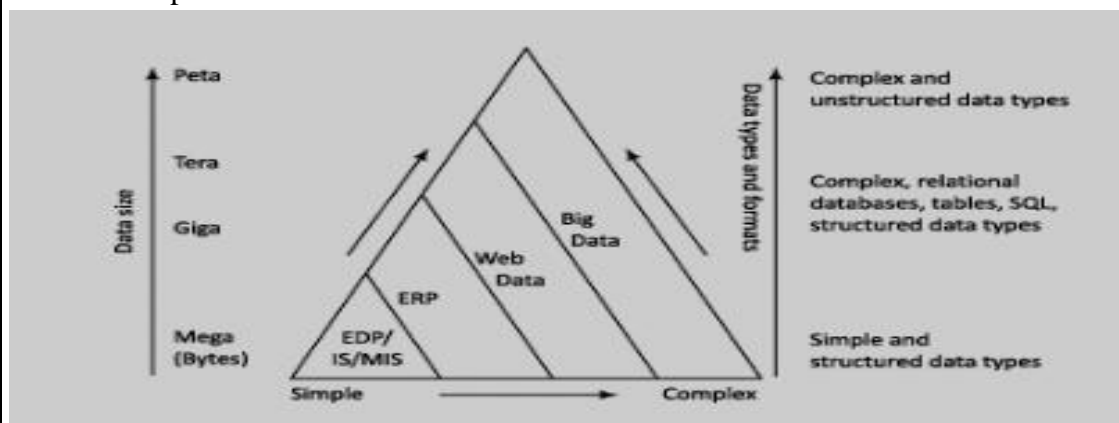 Peta
Tera
Giga
Mega
(Bytes)
Data size
EDP/
IS/MIS
ERP
Web
Data
Big
Data
Simple
Complex
Data types and formats
Complex and
unstructured data types
Complex, relational
databases, tables, SQL,
structured data types
Simple and
structured data types